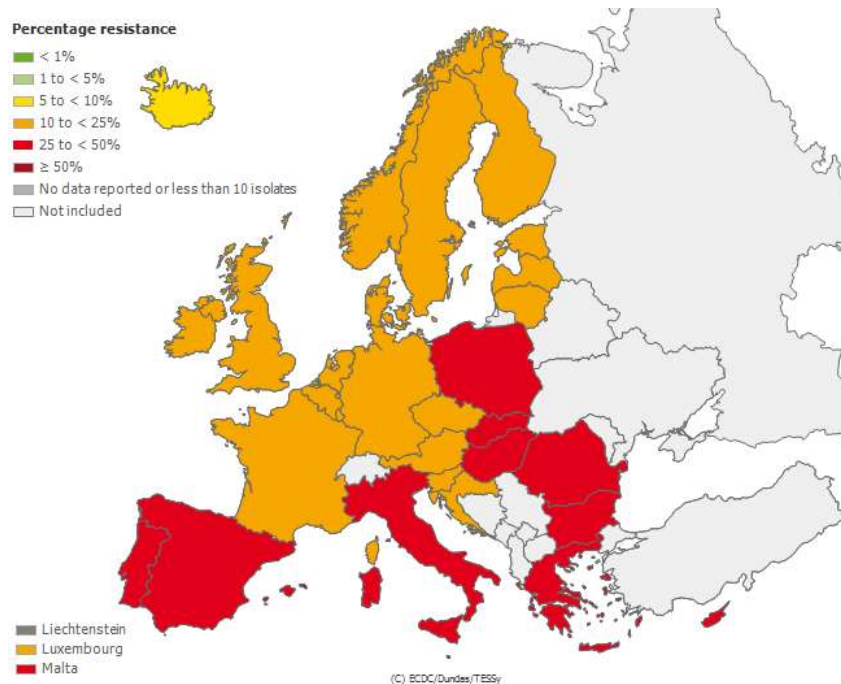 Percentage resistance
< 1%
1 to < 5%
5 to < 10%
10 to < 25%
25 to < 50%
≥ 50%
No data reported or less than 10 isolates
Not included
Liechtenstein
Luxembourg
Malta
(C) ECDC/Dundas/TESSy